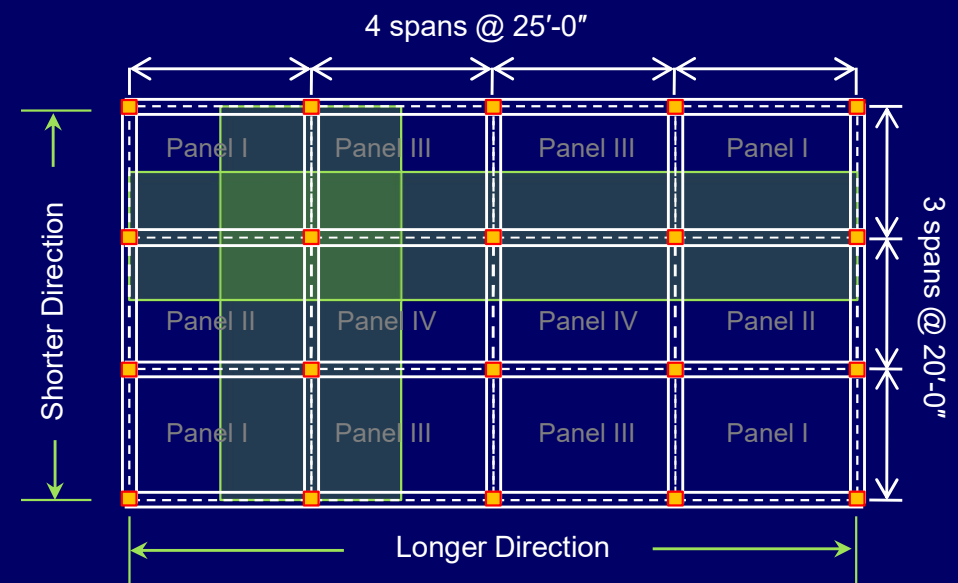 4 spans @ 25′-0″
Panel I
Panel III
Panel III
Panel I
Shorter Direction
3 spans @ 20′-0″
Panel II
Panel IV
Panel IV
Panel II
Panel I
Panel III
Panel III
Panel I
Longer Direction